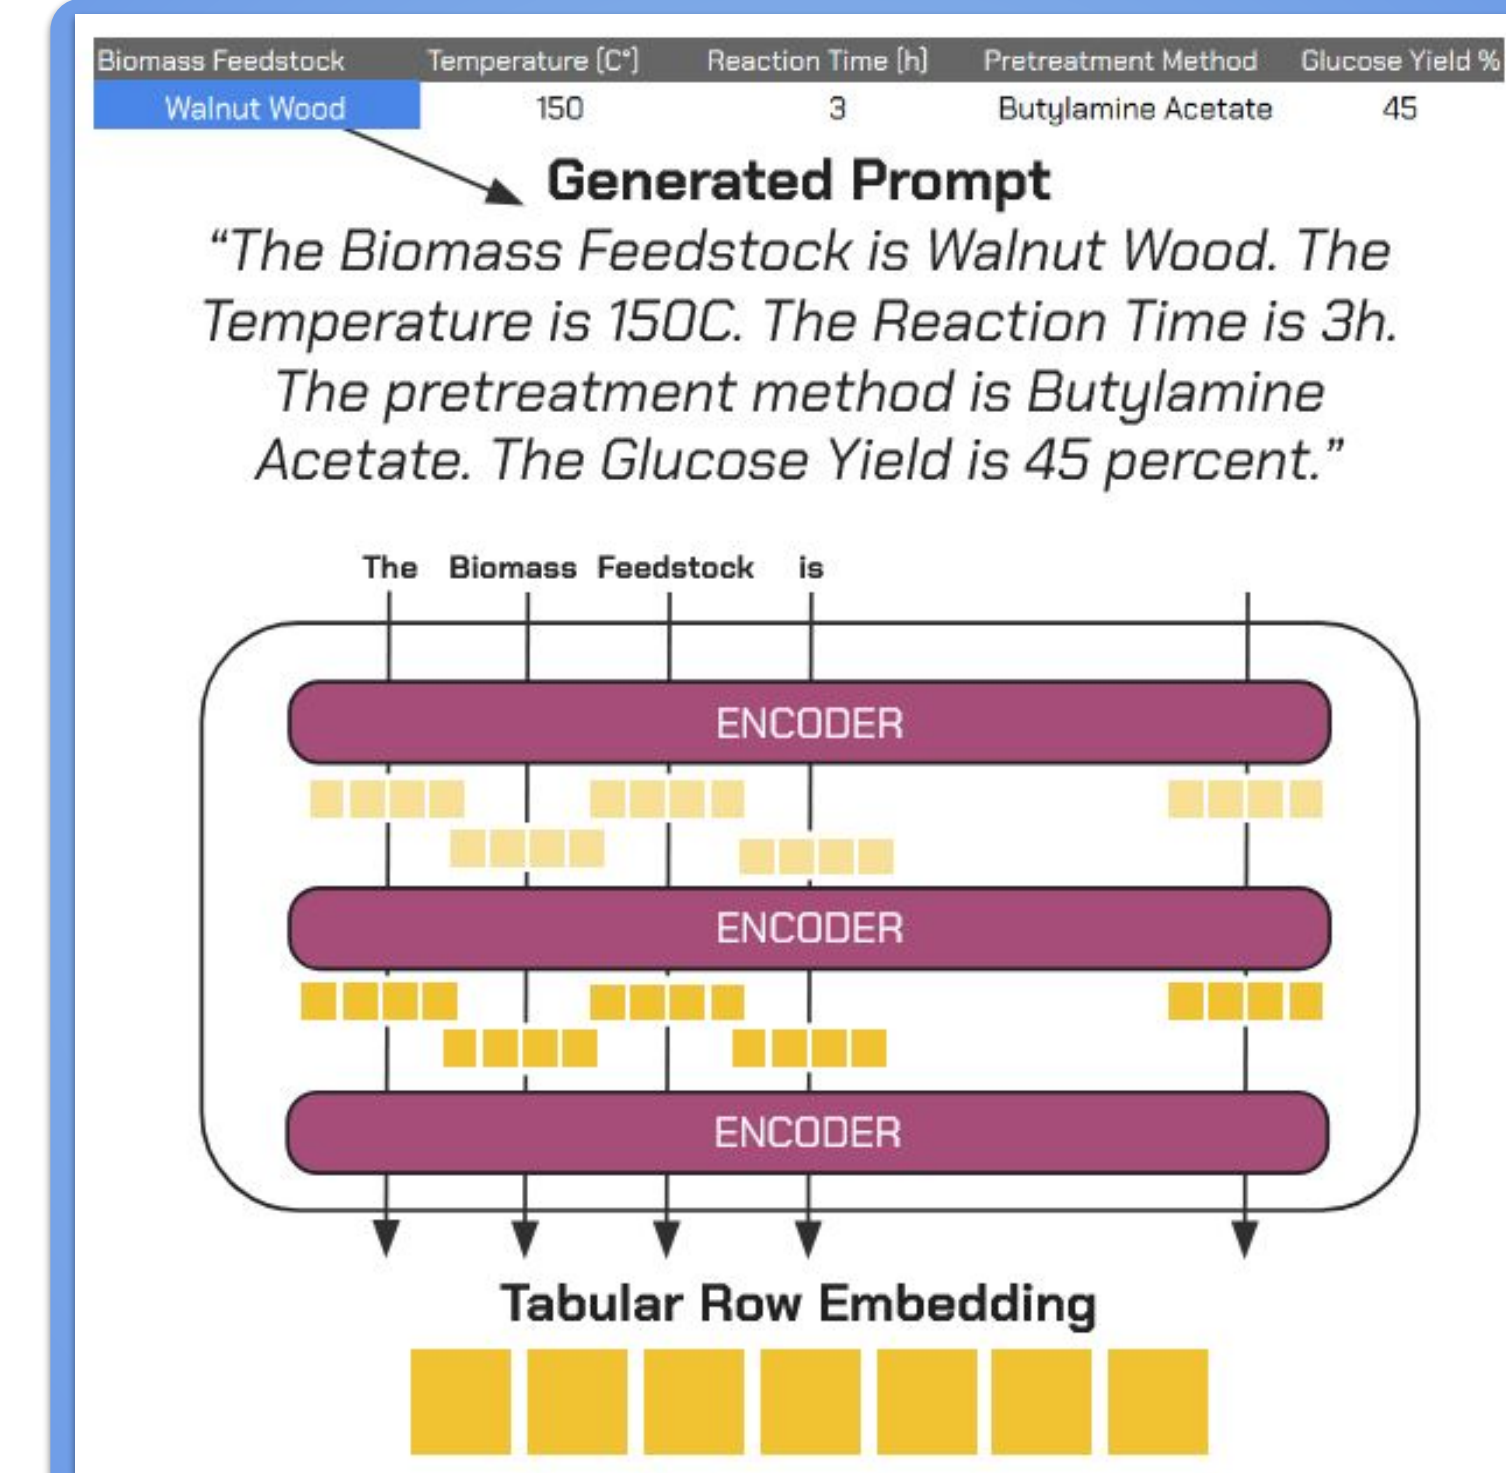 Biomass Feedstock Temperature (C°) Reaction Time (h) Pretreatment Method Glucose Yield %
Walnut Wood 150 3 Butylamine Acetate 45
Generated Prompt
“The Biomass Feedstock is Walnut Wood. The
Temperature is 150C. The Reaction Time is 3h.
The pretreatment method is Butylamine
Acetate. The Glucose Yield is 45 percent.”
The Biomass Feedstock is
ENCODER
ENCODER
ENCODER
Tabular Row Embedding